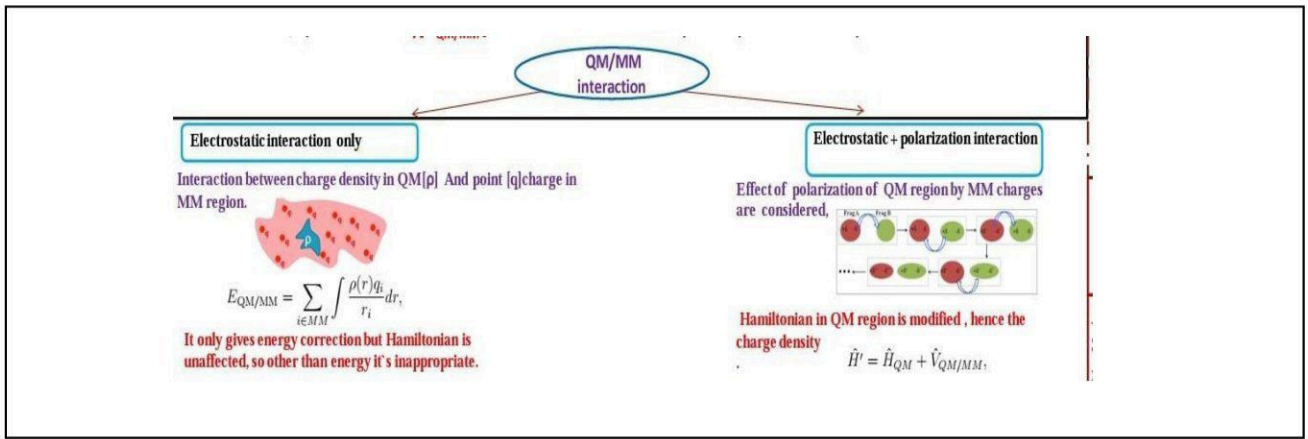 QM/MM
interaction
Electrostatic interaction only
Interaction between charge density in QM[ρ] And point [q]charge in
MM region.
q q q q q q q q q
ρ
E_QM/MM = ∑_{i∈MM} ∫ ρ(r)q_i / r_i dr,
It only gives energy correction but Hamiltonian is
unaffected, so other than energy it`s inappropriate.
Electrostatic + polarization interaction
Effect of polarization of QM region by MM charges
are considered,
Frag A Frag B
Hamiltonian in QM region is modified , hence the
charge density
.
Ĥ′ = Ĥ_QM + V̂_QM/MM,